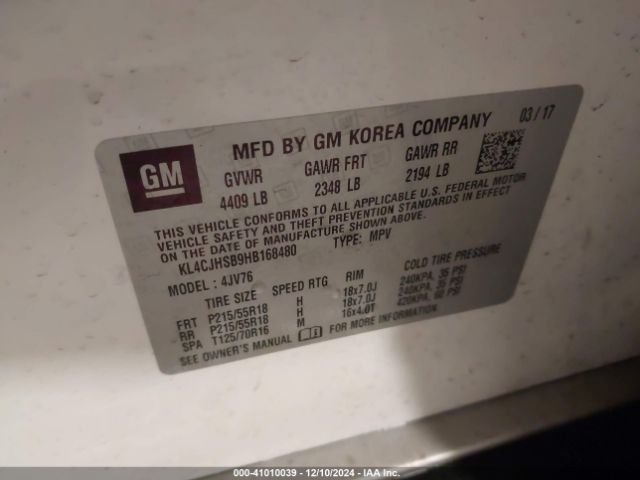 GM
MFD BY GM KOREA COMPANY 03/17
GVWR GAWR FRT GAWR RR
4409 LB 2348 LB 2194 LB
THIS VEHICLE CONFORMS TO ALL APPLICABLE U.S. FEDERAL MOTOR
VEHICLE SAFETY AND THEFT PREVENTION STANDARDS IN EFFECT
ON THE DATE OF MANUFACTURE SHOWN ABOVE.
KL4CJHSB9HB168480 TYPE: MPV
MODEL: 4JV76
TIRE SIZE SPEED RTG RIM COLD TIRE PRESSURE
FRT P215/55R18 H 18x7.0J 240KPA, 35 PSI
RR P215/55R18 H 18x7.0J 240KPA, 35 PSI
SPA T125/70R16 M 16x4.0T 420KPA, 60 PSI
SEE OWNER'S MANUAL FOR MORE INFORMATION
000-41010039 - 12/10/2024 - IAA Inc.